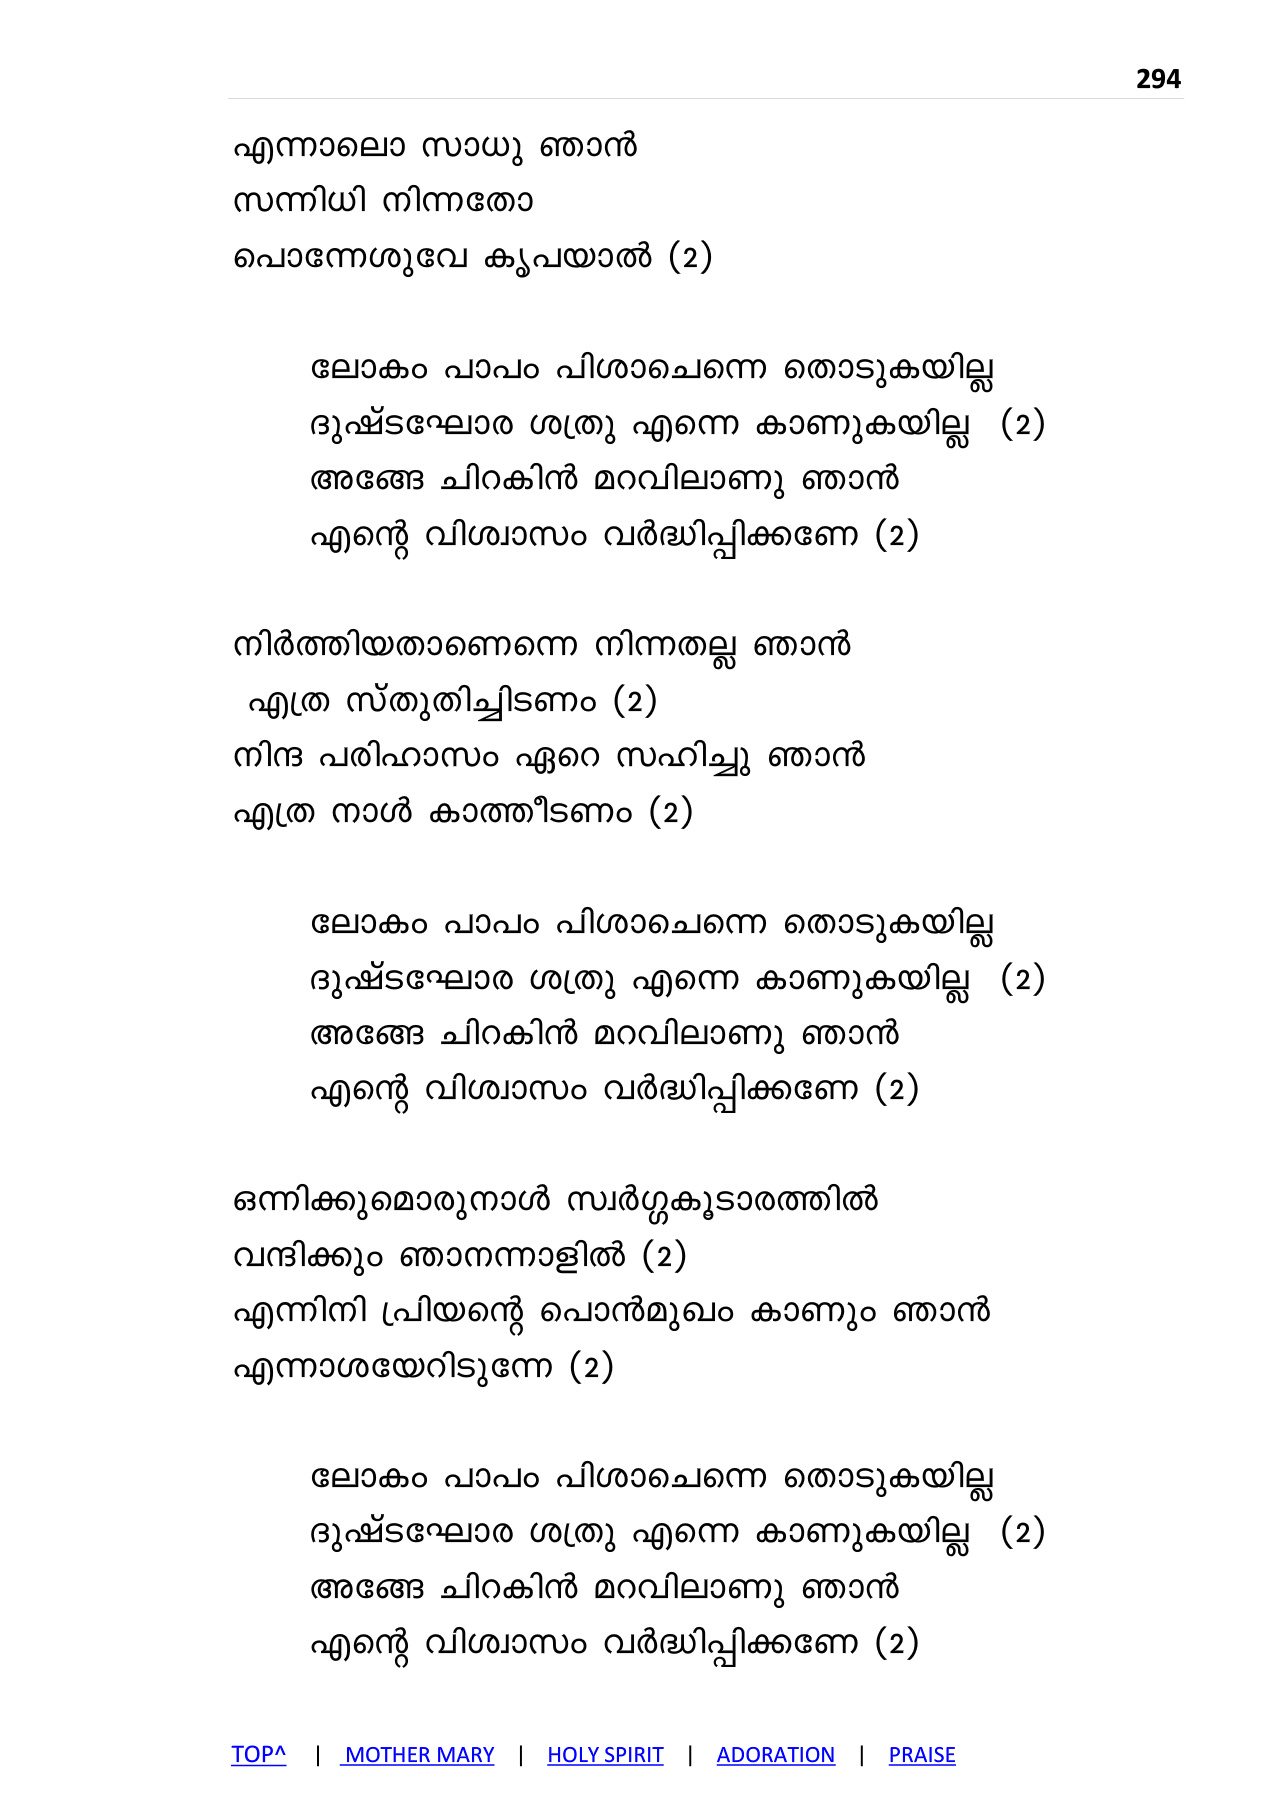 294
എന്നാലൊ സാധു ഞാൻ
സന്നിധി നിന്നതോ
പൊന്നേശുവേ കൃപയാൽ (2)
ലോകം പാപം പിശാചെന്നെ തൊടുകയില്ല
ദുഷ്ടഘോര ശത്രു എന്നെ കാണുകയില്ല (2)
അങ്ങേ ചിറകിൻ മറവിലാണു ഞാൻ
എന്റെ വിശ്വാസം വർദ്ധിപ്പിക്കണേ (2)
നിർത്തിയതാണെന്നെ നിന്നതല്ല ഞാൻ
എത്ര സ്തുതിച്ചിടണം (2)
നിന്ദ പരിഹാസം ഏറെ സഹിച്ചു ഞാൻ
എത്ര നാൾ കാത്തീടണം (2)
ലോകം പാപം പിശാചെന്നെ തൊടുകയില്ല
ദുഷ്ടഘോര ശത്രു എന്നെ കാണുകയില്ല (2)
അങ്ങേ ചിറകിൻ മറവിലാണു ഞാൻ
എന്റെ വിശ്വാസം വർദ്ധിപ്പിക്കണേ (2)
ഒന്നിക്കുമൊരുനാൾ സ്വർഗ്ഗകൂടാരത്തിൽ
വന്ദിക്കും ഞാനന്നാളിൽ (2)
എന്നിനി പ്രിയന്റെ പൊൻമുഖം കാണും ഞാൻ
എന്നാശയേറിടുന്നേ (2)
ലോകം പാപം പിശാചെന്നെ തൊടുകയില്ല
ദുഷ്ടഘോര ശത്രു എന്നെ കാണുകയില്ല (2)
അങ്ങേ ചിറകിൻ മറവിലാണു ഞാൻ
എന്റെ വിശ്വാസം വർദ്ധിപ്പിക്കണേ (2)
TOP^ | MOTHER MARY | HOLY SPIRIT | ADORATION | PRAISE